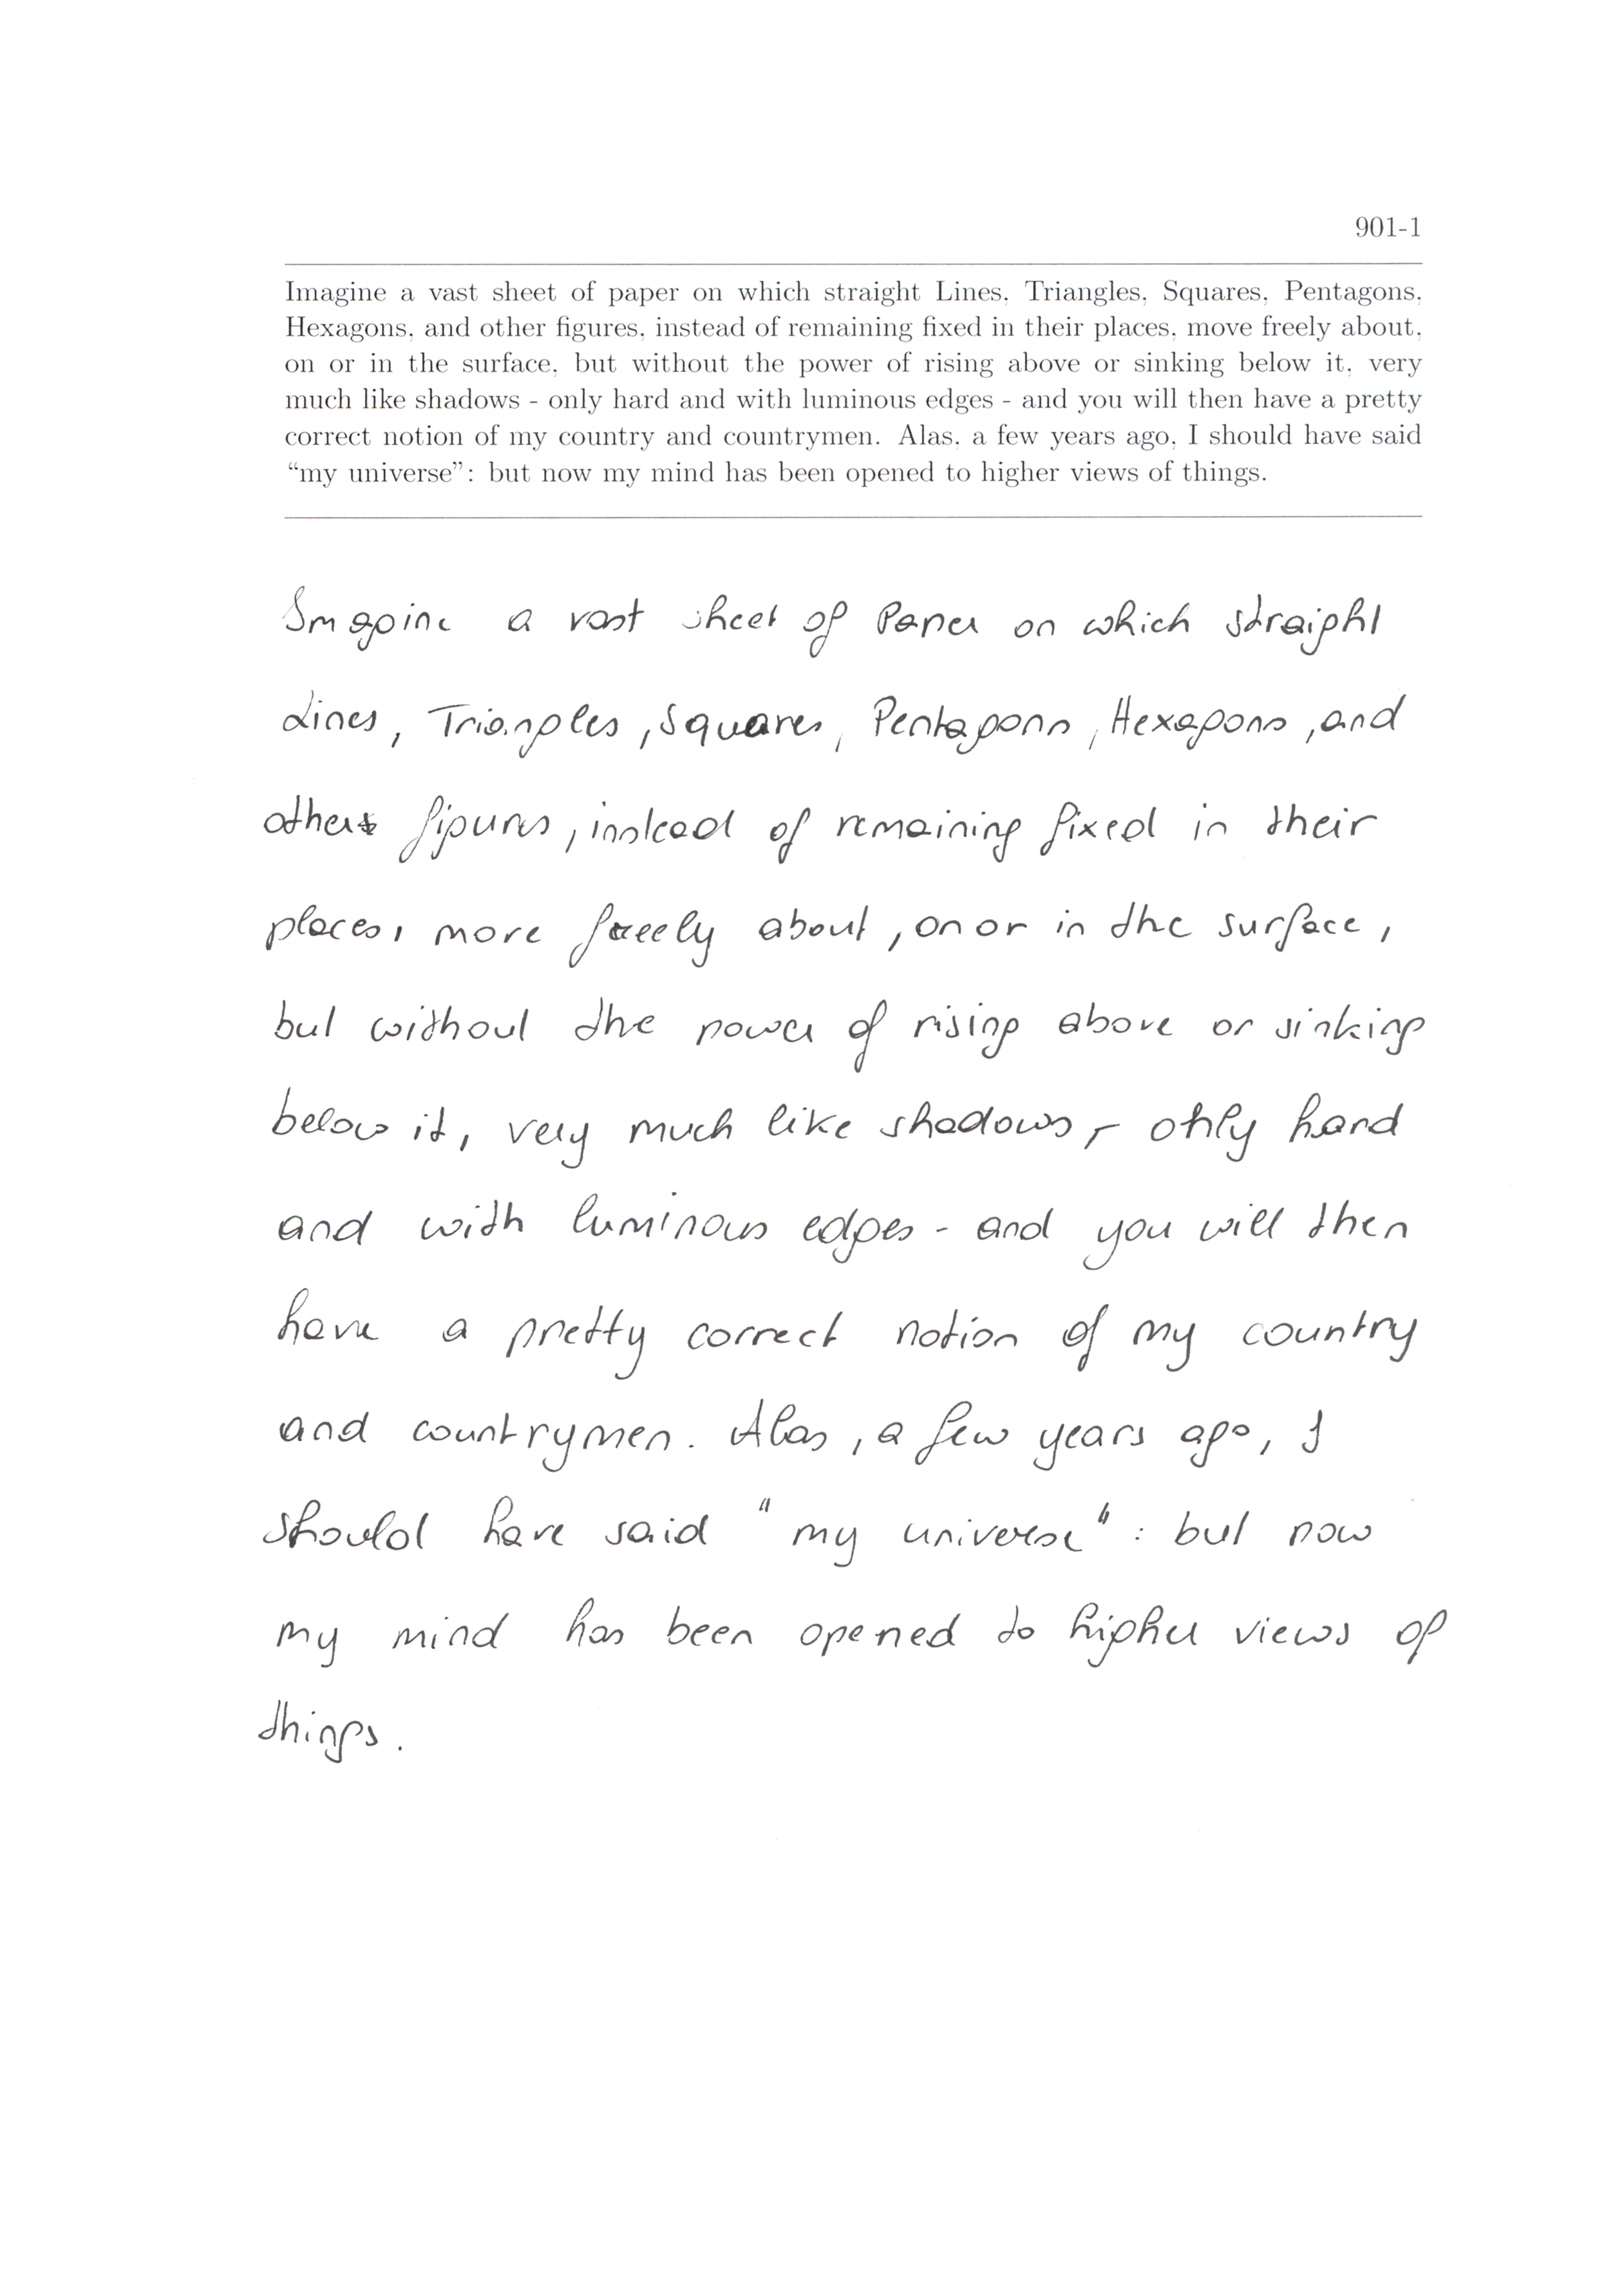 901-1
Imagine a vast sheet of paper on which straight Lines, Triangles, Squares, Pentagons,
Hexagons, and other figures, instead of remaining fixed in their places, move freely about,
on or in the surface, but without the power of rising above or sinking below it, very
much like shadows - only hard and with luminous edges - and you will then have a pretty
correct notion of my country and countrymen. Alas, a few years ago, I should have said
“my universe”: but now my mind has been opened to higher views of things.
Imagine a vast sheet of Paper on which straight
Lines, Triangles, Squares, Pentagons, Hexagons, and
other figures, instead of remaining fixed in their
places, move freely about, on or in the surface,
but without the power of rising above or sinking
below it, very much like shadows, - only hard
and with luminous edges - and you will then
have a pretty correct notion of my country
and countrymen. Alas, a few years ago, I
should have said "my universe": but now
my mind has been opened to higher views of
things.